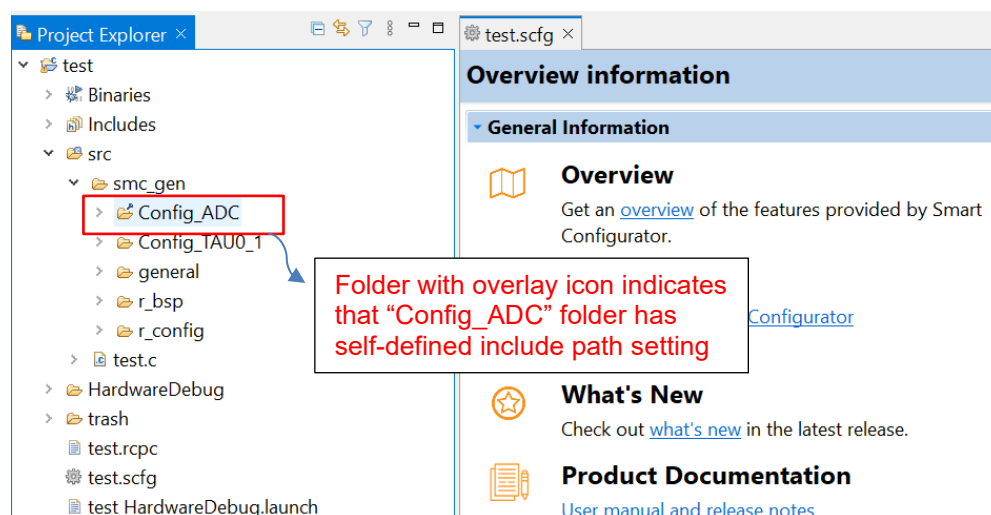 Project Explorer
test
Binaries
Includes
src
smc_gen
Config_ADC
Config_TAU0_1
general
r_bsp
r_config
test.c
HardwareDebug
trash
test.rcpc
test.scfg
test HardwareDebug.launch
test.scfg
Overview information
General Information
Overview
Get an overview of the features provided by Smart
Configurator.
Folder with overlay icon indicates
that “Config_ADC” folder has
self-defined include path setting
Configurator
What's New
Check out what's new in the latest release.
Product Documentation
User manual and release notes